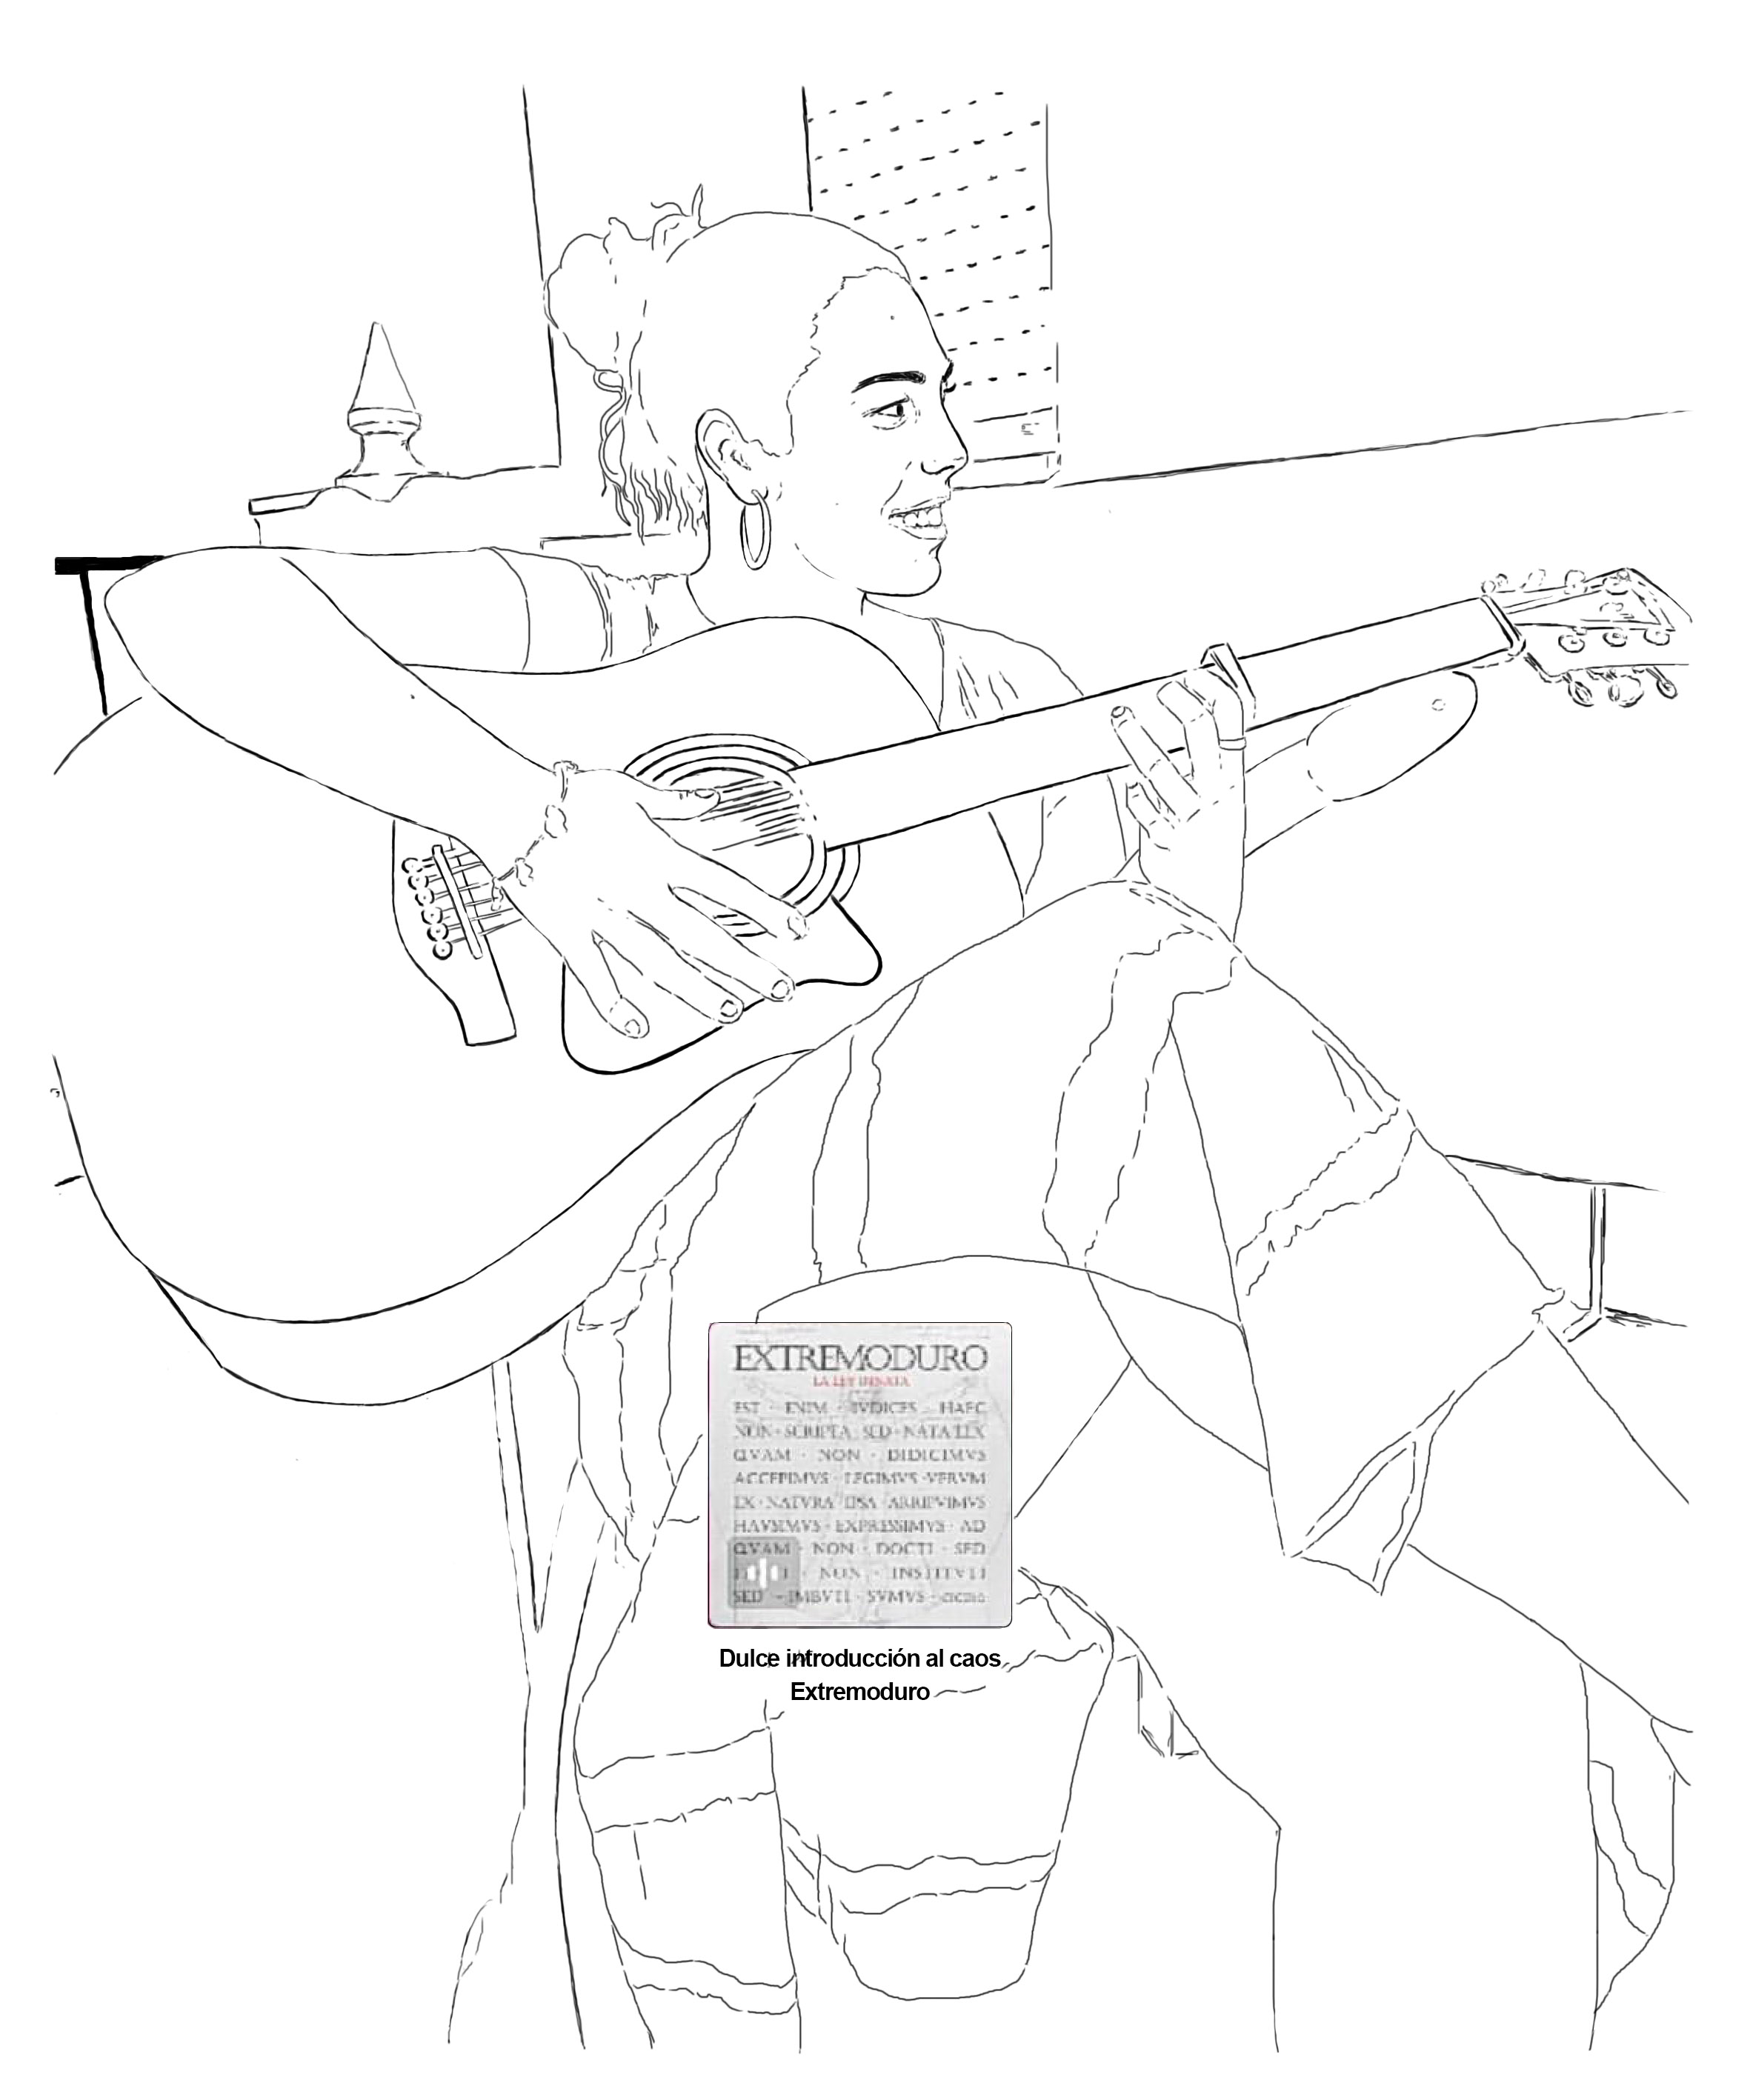 EXTREMODURO
LA LEY INNATA
EST · ENIM · IVDICES · HAEC
NON · SCRIPTA · SED · NATA LEX
QVAM · NON · DIDICIMVS
ACCEPIMVS · LEGIMVS · VERVM
EX · NATVRA IPSA · ARRIPVIMVS
HAVSIMVS · EXPRESSIMVS · AD
QVAM · NON · DOCTI · SED
NON · INSTITVTI
SED · IMBVTI · SVMVS
Dulce introducción al caos
Extremoduro